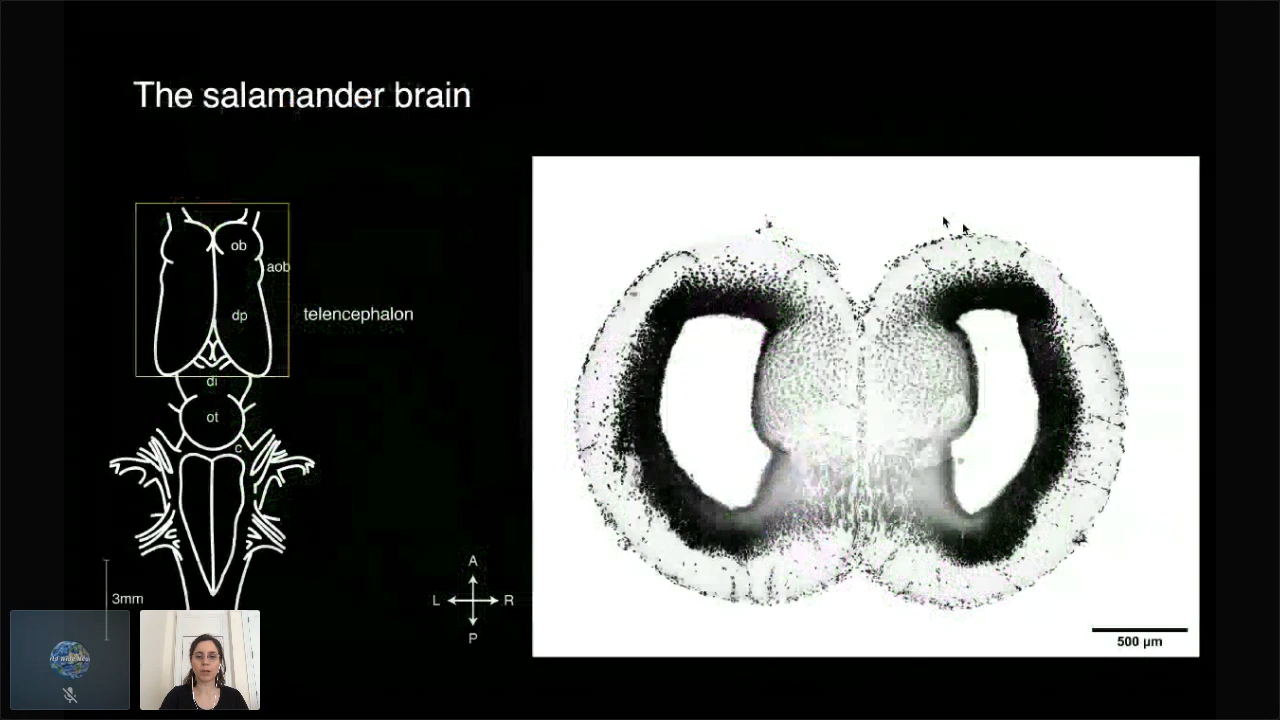 The salamander brain
ob
aob
dp
telencephalon
di
ot
c
A
L R
P
3mm
500 µm